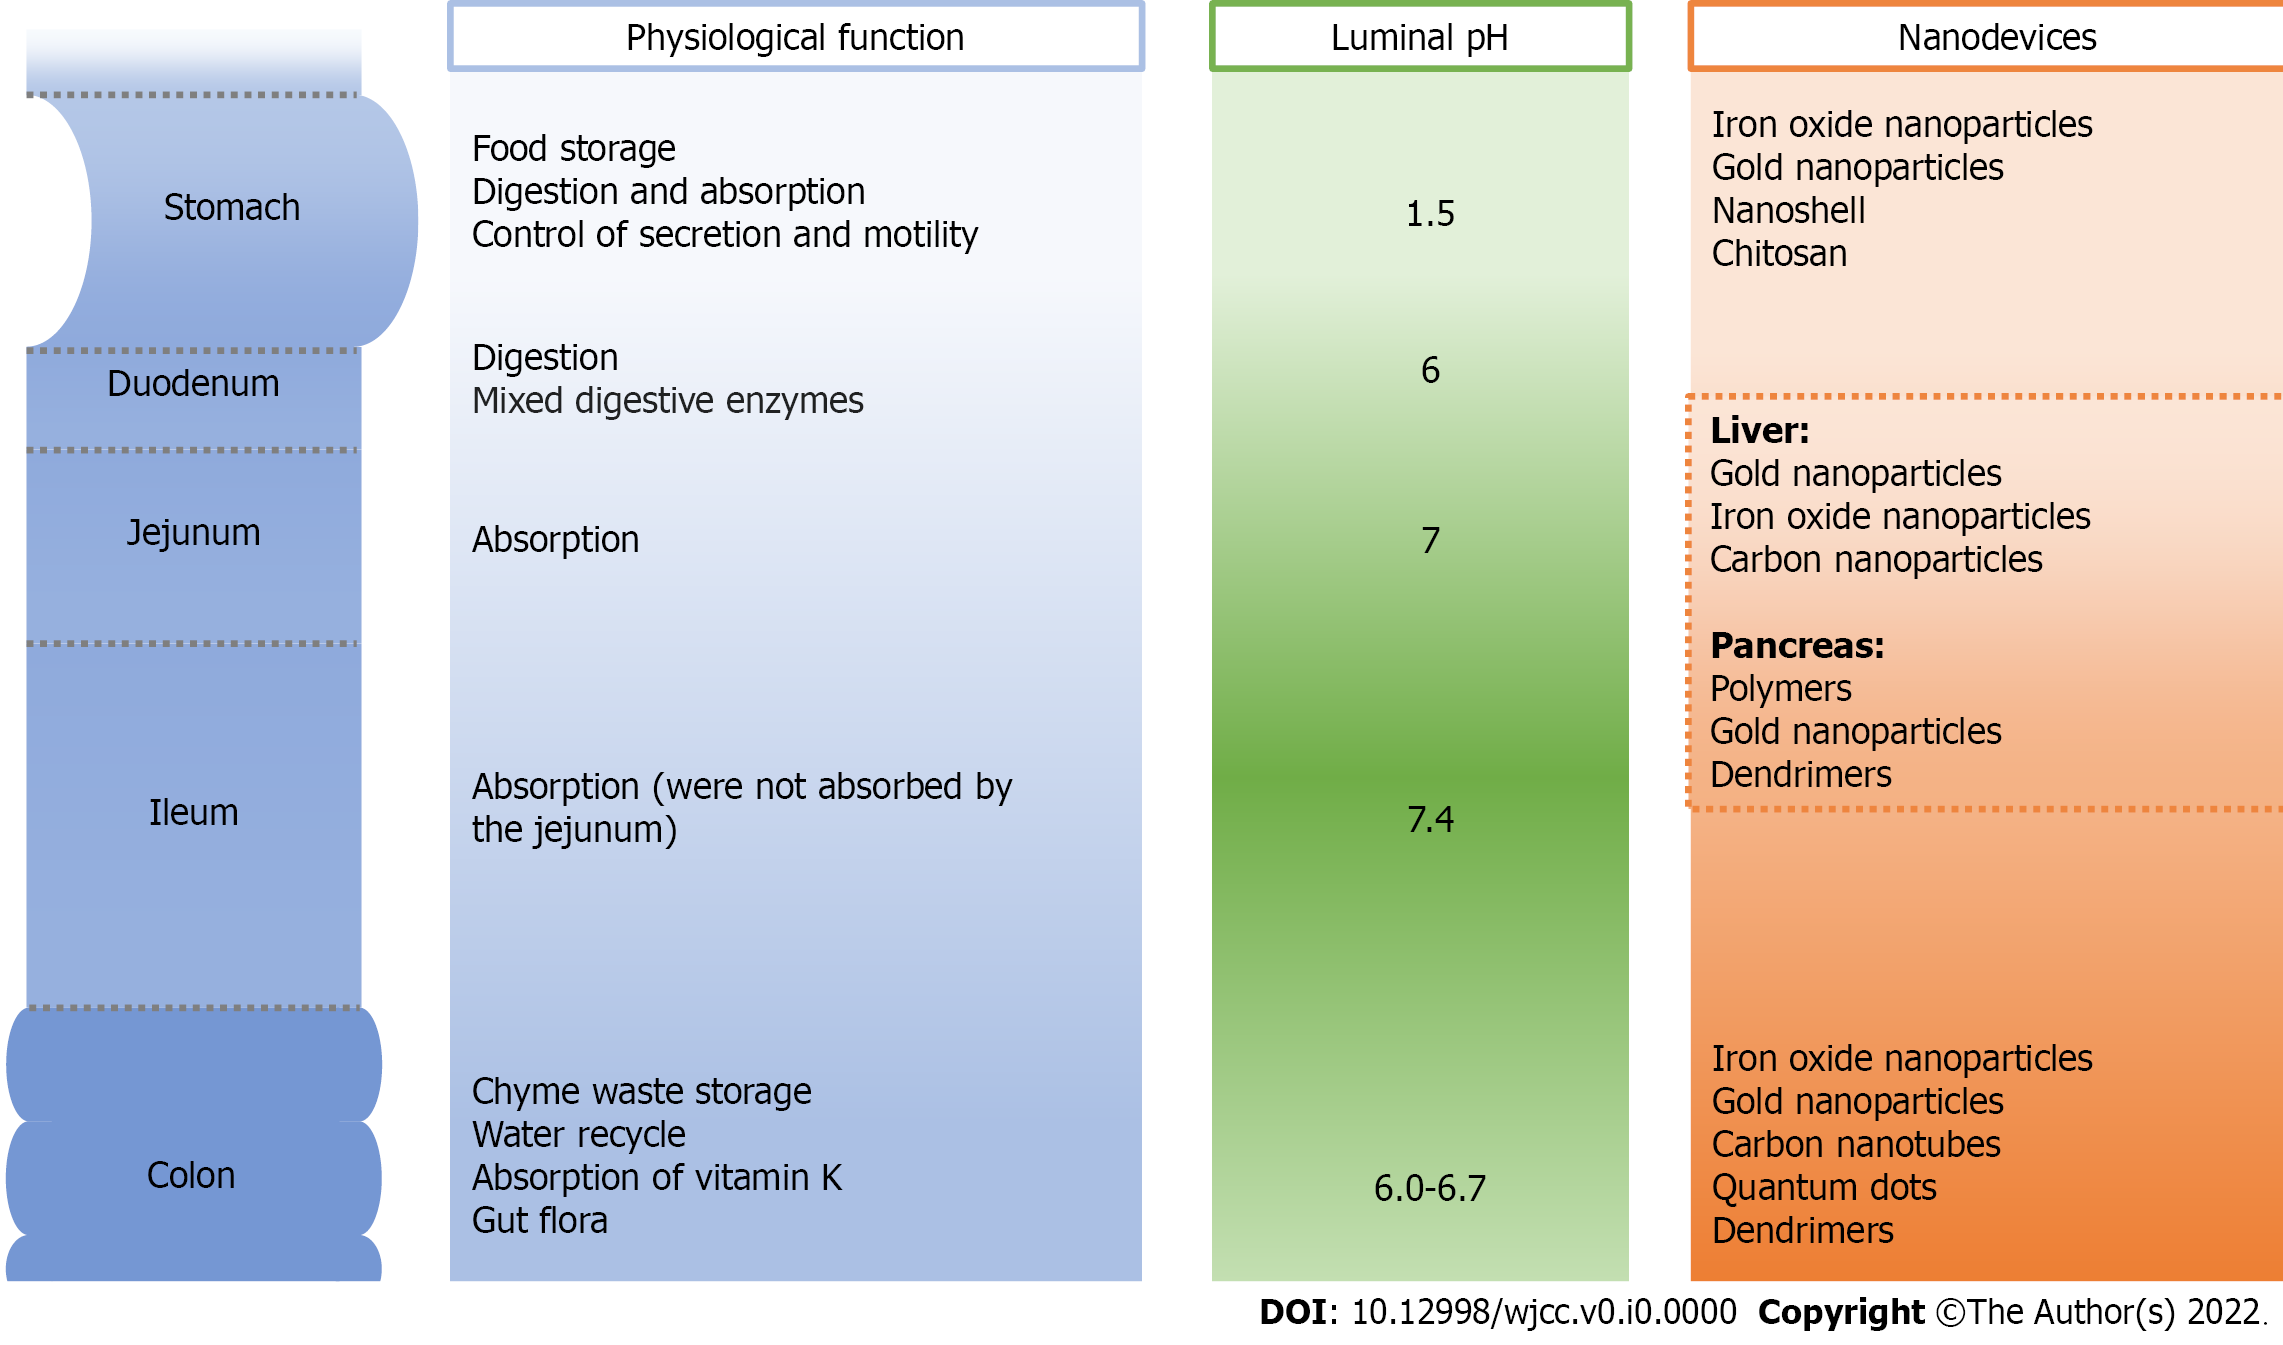 Physiological function
Luminal pH
Nanodevices
Stomach
Food storage
Digestion and absorption
Control of secretion and motility
1.5
Iron oxide nanoparticles
Gold nanoparticles
Nanoshell
Chitosan
Duodenum
Digestion
Mixed digestive enzymes
6
Jejunum
Absorption
7
Liver:
Gold nanoparticles
Iron oxide nanoparticles
Carbon nanoparticles
Pancreas:
Polymers
Gold nanoparticles
Dendrimers
Ileum
Absorption (were not absorbed by
the jejunum)
7.4
Colon
Chyme waste storage
Water recycle
Absorption of vitamin K
Gut flora
6.0-6.7
Iron oxide nanoparticles
Gold nanoparticles
Carbon nanotubes
Quantum dots
Dendrimers
DOI: 10.12998/wjcc.v0.i0.0000 Copyright ©The Author(s) 2022.